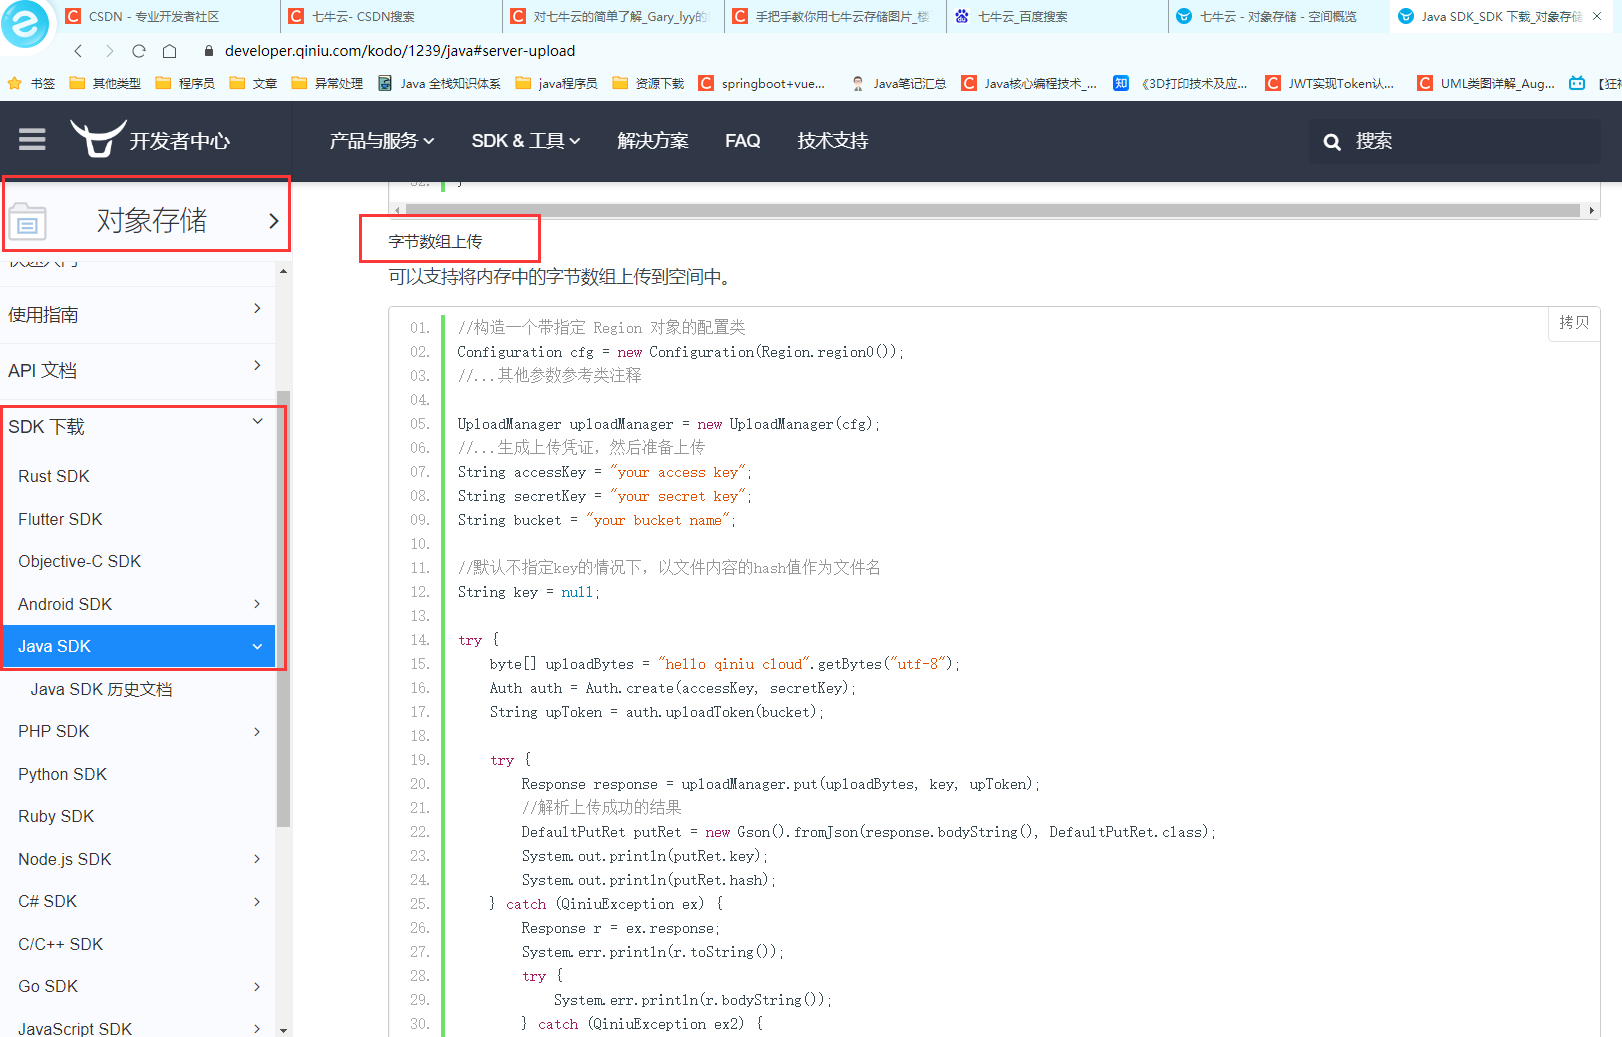 CSDN - 专业开发者社区
七牛云- CSDN搜索
对七牛云的简单了解_Gary_lyy的
手把手教你用七牛云存储图片_楼
七牛云_百度搜索
七牛云 - 对象存储 - 空间概览
Java SDK_SDK 下载_对象存储
developer.qiniu.com/kodo/1239/java#server-upload
书签
其他类型
程序员
文章
异常处理
Java 全栈知识体系
java程序员
资源下载
springboot+vue...
Java笔记汇总
Java核心编程技术_...
知
《3D打印技术及应...
JWT实现Token认...
UML类图详解_Aug...
【狂神
开发者中心
产品与服务
SDK & 工具
解决方案
FAQ
技术支持
搜索
对象存储
快速入门
使用指南
API 文档
SDK 下载
Rust SDK
Flutter SDK
Objective-C SDK
Android SDK
Java SDK
Java SDK 历史文档
PHP SDK
Python SDK
Ruby SDK
Node.js SDK
C# SDK
C/C++ SDK
Go SDK
JavaScript SDK
32. }
字节数组上传
可以支持将内存中的字节数组上传到空间中。
拷贝
01. //构造一个带指定 Region 对象的配置类
02. Configuration cfg = new Configuration(Region.region0());
03. //...其他参数参考类注释
04.
05. UploadManager uploadManager = new UploadManager(cfg);
06. //...生成上传凭证，然后准备上传
07. String accessKey = "your access key";
08. String secretKey = "your secret key";
09. String bucket = "your bucket name";
10.
11. //默认不指定key的情况下，以文件内容的hash值作为文件名
12. String key = null;
13.
14. try {
15. byte[] uploadBytes = "hello qiniu cloud".getBytes("utf-8");
16. Auth auth = Auth.create(accessKey, secretKey);
17. String upToken = auth.uploadToken(bucket);
18.
19. try {
20. Response response = uploadManager.put(uploadBytes, key, upToken);
21. //解析上传成功的结果
22. DefaultPutRet putRet = new Gson().fromJson(response.bodyString(), DefaultPutRet.class);
23. System.out.println(putRet.key);
24. System.out.println(putRet.hash);
25. } catch (QiniuException ex) {
26. Response r = ex.response;
27. System.err.println(r.toString());
28. try {
29. System.err.println(r.bodyString());
30. } catch (QiniuException ex2) {